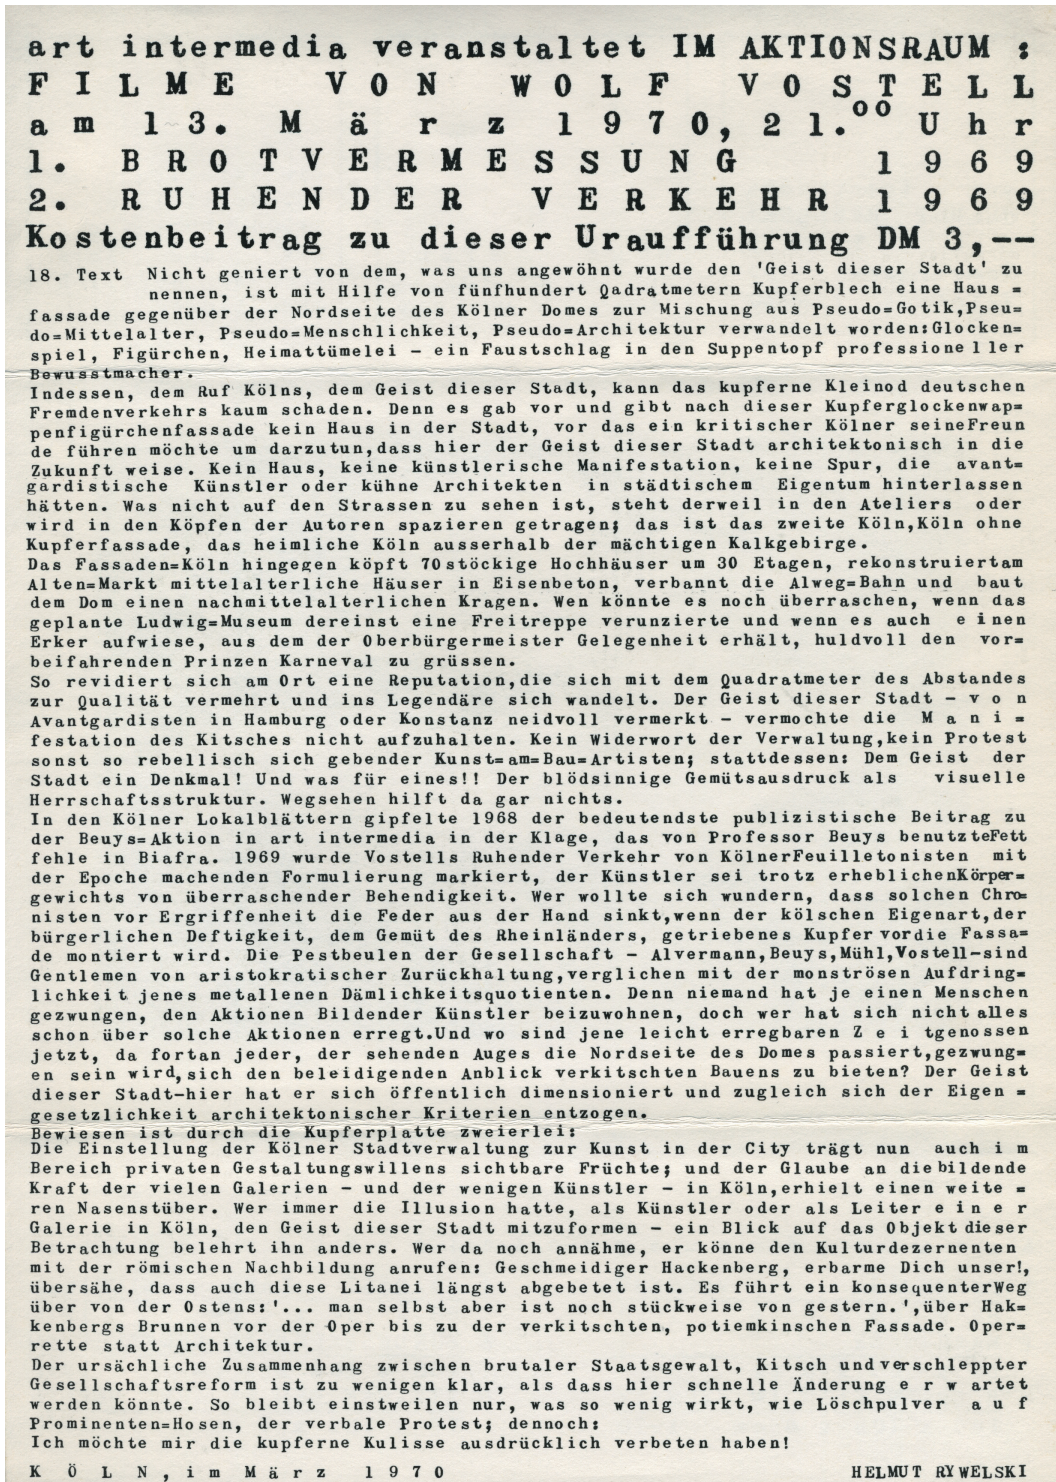 art intermedia veranstaltet IM AKTIONSRAUM :
FILME VON WOLF VOSTELL
am 13. März 1970, 21.oo Uhr
1. BROTVERMESSUNG 1969
2. RUHENDER VERKEHR 1969
Kostenbeitrag zu dieser Uraufführung DM 3,--
18. Text Nicht geniert von dem, was uns angewöhnt wurde den 'Geist dieser Stadt' zu
nennen, ist mit Hilfe von fünfhundert Qadratmetern Kupferblech eine Haus =
fassade gegenüber der Nordseite des Kölner Domes zur Mischung aus Pseudo=Gotik,Pseu=
do=Mittelalter, Pseudo=Menschlichkeit, Pseudo=Architektur verwandelt worden:Glocken=
spiel, Figürchen, Heimattümelei - ein Faustschlag in den Suppentopf professioneller
Bewusstmacher.
Indessen, dem Ruf Kölns, dem Geist dieser Stadt, kann das kupferne Kleinod deutschen
Fremdenverkehrs kaum schaden. Denn es gab vor und gibt nach dieser Kupferglockenwap=
penfigürchenfassade kein Haus in der Stadt, vor das ein kritischer Kölner seineFreun
de führen möchte um darzutun,dass hier der Geist dieser Stadt architektonisch in die
Zukunft weise. Kein Haus, keine künstlerische Manifestation, keine Spur, die avant=
gardistische Künstler oder kühne Architekten in städtischem Eigentum hinterlassen
hätten. Was nicht auf den Strassen zu sehen ist, steht derweil in den Ateliers oder
wird in den Köpfen der Autoren spazieren getragen; das ist das zweite Köln,Köln ohne
Kupferfassade, das heimliche Köln ausserhalb der mächtigen Kalkgebirge.
Das Fassaden=Köln hingegen köpft 70stöckige Hochhäuser um 30 Etagen, rekonstruiertam
Alten=Markt mittelalterliche Häuser in Eisenbeton, verbannt die Alweg=Bahn und baut
dem Dom einen nachmittelalterlichen Kragen. Wen könnte es noch überraschen, wenn das
geplante Ludwig=Museum dereinst eine Freitreppe verunzierte und wenn es auch einen
Erker aufwiese, aus dem der Oberbürgermeister Gelegenheit erhält, huldvoll den vor=
beifahrenden Prinzen Karneval zu grüssen.
So revidiert sich am Ort eine Reputation,die sich mit dem Quadratmeter des Abstandes
zur Qualität vermehrt und ins Legendäre sich wandelt. Der Geist dieser Stadt - v o n
Avantgardisten in Hamburg oder Konstanz neidvoll vermerkt - vermochte die M a n i =
festation des Kitsches nicht aufzuhalten. Kein Widerwort der Verwaltung,kein Protest
sonst so rebellisch sich gebender Kunst=am=Bau=Artisten; stattdessen: Dem Geist der
Stadt ein Denkmal! Und was für eines!! Der blödsinnige Gemütsausdruck als visuelle
Herrschaftsstruktur. Wegsehen hilft da gar nichts.
In den Kölner Lokalblättern gipfelte 1968 der bedeutendste publizistische Beitrag zu
der Beuys=Aktion in art intermedia in der Klage, das von Professor Beuys benutzteFett
fehle in Biafra. 1969 wurde Vostells Ruhender Verkehr von KölnerFeuilletonisten mit
der Epoche machenden Formulierung markiert, der Künstler sei trotz erheblichenKörper=
gewichts von überraschender Behendigkeit. Wer wollte sich wundern, dass solchen Chro=
nisten vor Ergriffenheit die Feder aus der Hand sinkt,wenn der kölschen Eigenart,der
bürgerlichen Deftigkeit, dem Gemüt des Rheinländers, getriebenes Kupfer vordie Fassa=
de montiert wird. Die Pestbeulen der Gesellschaft - Alvermann,Beuys,Mühl,Vostell-sind
Gentlemen von aristokratischer Zurückhaltung,verglichen mit der monströsen Aufdring=
lichkeit jenes metallenen Dämlichkeitsquotienten. Denn niemand hat je einen Menschen
gezwungen, den Aktionen Bildender Künstler beizuwohnen, doch wer hat sich nicht alles
schon über solche Aktionen erregt.Und wo sind jene leicht erregbaren Z e i tgenossen
jetzt, da fortan jeder, der sehenden Auges die Nordseite des Domes passiert,gezwung=
en sein wird,sich den beleidigenden Anblick verkitschten Bauens zu bieten? Der Geist
dieser Stadt-hier hat er sich öffentlich dimensioniert und zugleich sich der Eigen =
gesetzlichkeit architektonischer Kriterien entzogen.
Bewiesen ist durch die Kupferplatte zweierlei:
Die Einstellung der Kölner Stadtverwaltung zur Kunst in der City trägt nun auch i m
Bereich privaten Gestaltungswillens sichtbare Früchte; und der Glaube an diebildende
Kraft der vielen Galerien - und der wenigen Künstler - in Köln,erhielt einen weite =
ren Nasenstüber. Wer immer die Illusion hatte, als Künstler oder als Leiter e i n e r
Galerie in Köln, den Geist dieser Stadt mitzuformen - ein Blick auf das Objekt dieser
Betrachtung belehrt ihn anders. Wer da noch annähme, er könne den Kulturdezernenten
mit der römischen Nachbildung anrufen: Geschmeidiger Hackenberg, erbarme Dich unser!,
übersähe, dass auch diese Litanei längst abgebetet ist. Es führt ein konsequenterWeg
über von der Ostens:'... man selbst aber ist noch stückweise von gestern.',über Hak=
kenbergs Brunnen vor der Oper bis zu der verkitschten, potiemkinschen Fassade. Oper=
rette statt Architektur.
Der ursächliche Zusammenhang zwischen brutaler Staatsgewalt, Kitsch undverschleppter
Gesellschaftsreform ist zu wenigen klar, als dass hier schnelle Änderung e r w artet
werden könnte. So bleibt einstweilen nur, was so wenig wirkt, wie Löschpulver a u f
Prominenten=Hosen, der verbale Protest; dennoch:
Ich möchte mir die kupferne Kulisse ausdrücklich verbeten haben!
K Ö L N , im März 1970 HELMUT RYWELSKI